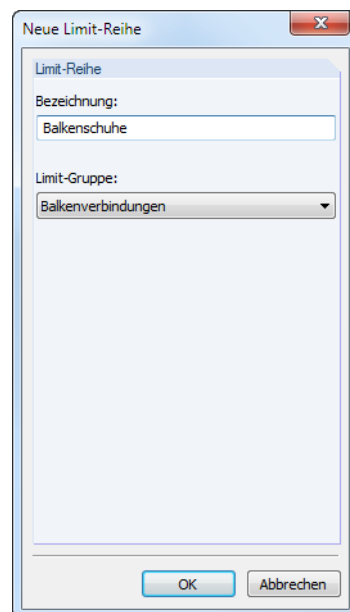 Neue Limit-Reihe
Limit-Reihe
Bezeichnung:
Balkenschuhe
Limit-Gruppe:
Balkenverbindungen
OK
Abbrechen